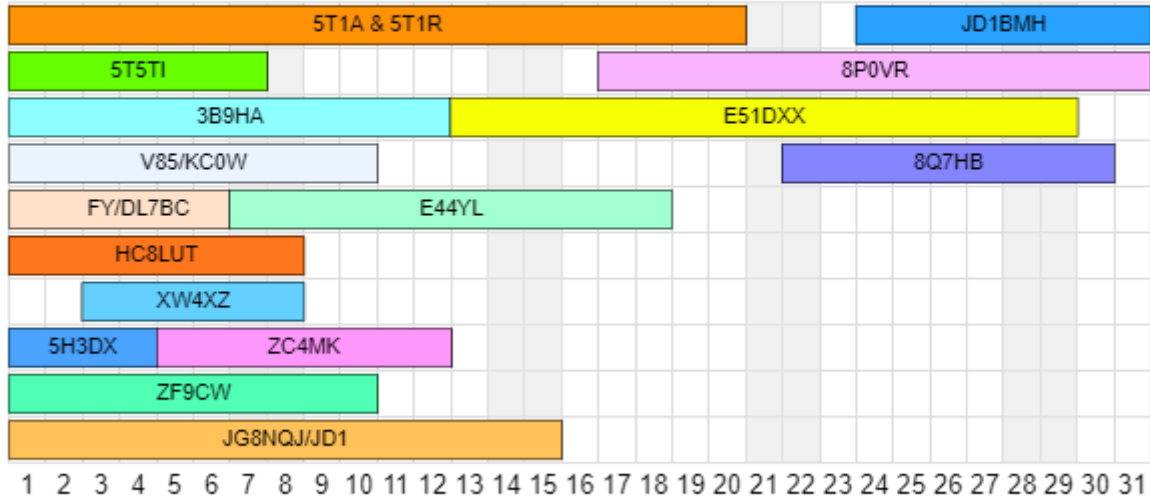 5T1A & 5T1R JD1BMH
5T5TI 8P0VR
3B9HA E51DXX
V85/KC0W 8Q7HB
FY/DL7BC E44YL
HC8LUT
XW4XZ
5H3DX ZC4MK
ZF9CW
JG8NQJ/JD1
1 2 3 4 5 6 7 8 9 10 11 12 13 14 15 16 17 18 19 20 21 22 23 24 25 26 27 28 29 30 31